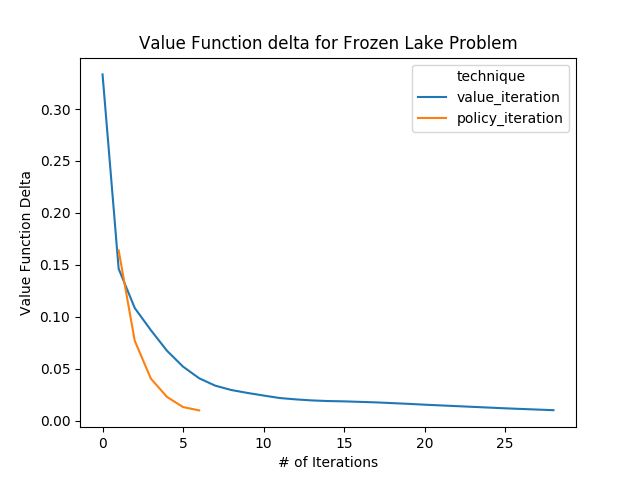 Value Function delta for Frozen Lake Problem
technique
value_iteration
policy_iteration
Value Function Delta
0.30
0.25
0.20
0.15
0.10
0.05
0.00
0 5 10 15 20 25
# of Iterations